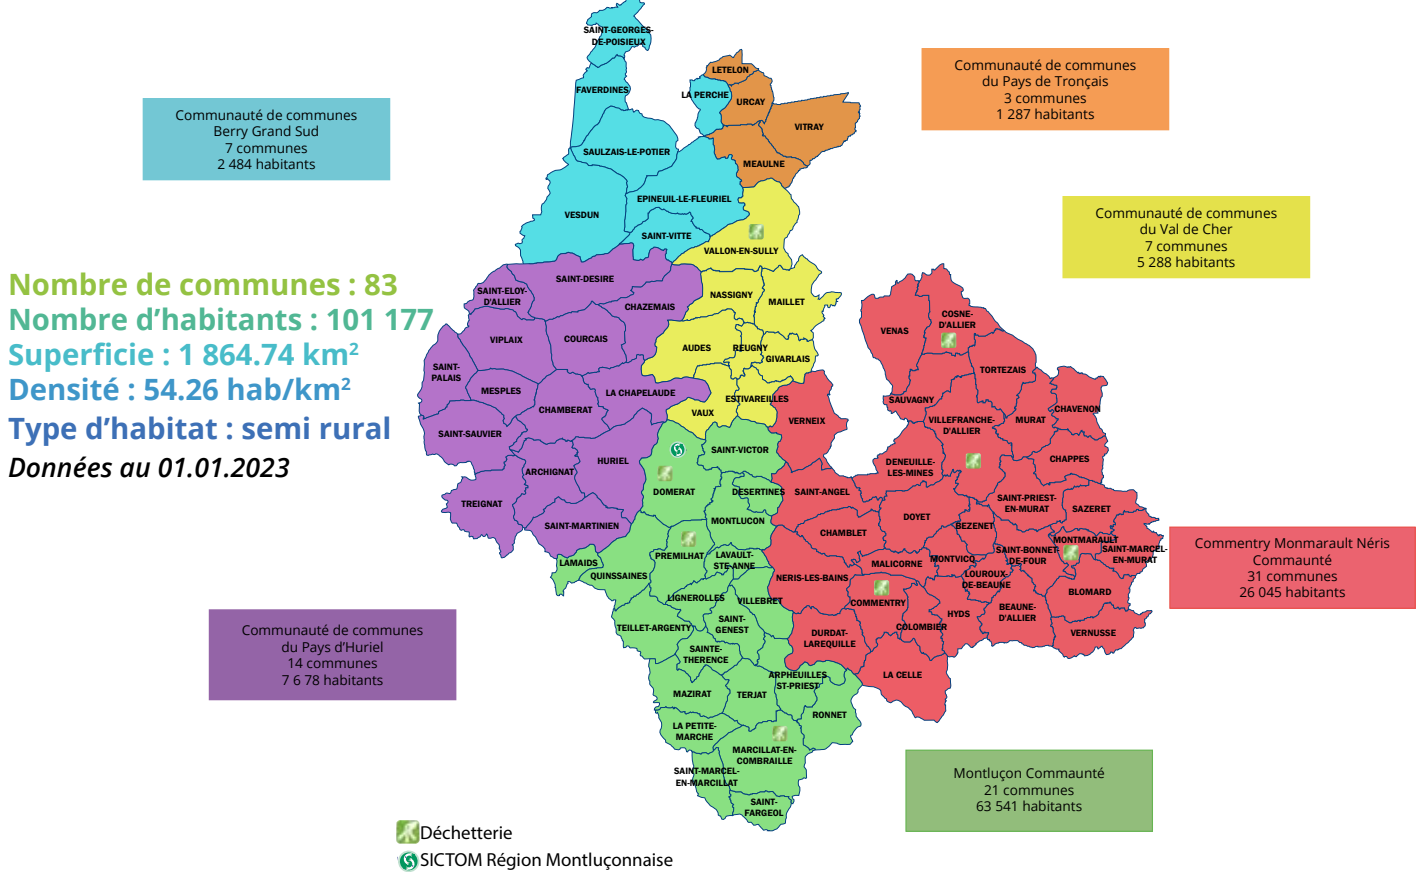 SAINT-GEORGES-
DE-POISIEUX
FAVERDINES
LETELON
LA PERCHE
URCAY
VITRAY
MEAULNE
SAULZAIS-LE-POTIER
EPINEUIL-LE-FLEURIEL
VESDUN
SAINT-VITTE
VALLON-EN-SULLY
Communauté de communes
Berry Grand Sud
7 communes
2 484 habitants
Communauté de communes
du Pays de Tronçais
3 communes
1 287 habitants
Communauté de communes
du Val de Cher
7 communes
5 288 habitants
Nombre de communes : 83
Nombre d’habitants : 101 177
Superficie : 1 864.74 km²
Densité : 54.26 hab/km²
Type d’habitat : semi rural
Données au 01.01.2023
SAINT-DESIRE
SAINT-ELOY-
D'ALLIER
CHAZEMAIS
NASSIGNY
MAILLET
VIPLAIX
COURCAIS
AUDES
REUGNY
GIVARLAIS
SAINT-
PALAIS
MESPLES
LA CHAPELAUDE
CHAMBERAT
VAUX
ESTIVAREILLES
SAINT-SAUVIER
ARCHIGNAT
HURIEL
TREIGNAT
SAINT-MARTINIEN
VENAS
COSNE-
D'ALLIER
TORTEZAIS
SAUVAGNY
VERNEIX
VILLEFRANCHE-
D'ALLIER
MURAT
CHAVENON
DENEUILLE-
LES-MINES
CHAPPES
SAINT-VICTOR
DOMERAT
DESERTINES
SAINT-ANGEL
MONTLUCON
CHAMBLET
DOYET
BEZENET
SAINT-PRIEST-
EN-MURAT
SAZERET
MONTMARAULT
SAINT-MARCEL-
EN-MURAT
PREMILHAT
LAVAULT-
STE-ANNE
LAMAIDS
QUINSSAINES
NERIS-LES-BAINS
MALICORNE
MONTVICQ
SAINT-BONNET-
DE-FOUR
LOUROUX-
DE-BEAUNE
BLOMARD
LIGNEROLLES
VILLEBRET
COMMENTRY
COLOMBIER
HYDS
BEAUNE-
D'ALLIER
VERNUSSE
TEILLET-ARGENTY
SAINT-
GENEST
DURDAT-
LAREQUILLE
SAINTE-
THERENCE
ARPHEUILLES
ST-PRIEST
LA CELLE
MAZIRAT
TERJAT
RONNET
LA PETITE-
MARCHE
MARCILLAT-EN-
COMBRAILLE
SAINT-MARCEL-
EN-MARCILLAT
SAINT-
FARGEOL
Commentry Monmarault Néris
Commaunté
31 communes
26 045 habitants
Communauté de communes
du Pays d’Huriel
14 communes
7 6 78 habitants
Montluçon Commaunté
21 communes
63 541 habitants
Déchetterie
SICTOM Région Montluçonnaise